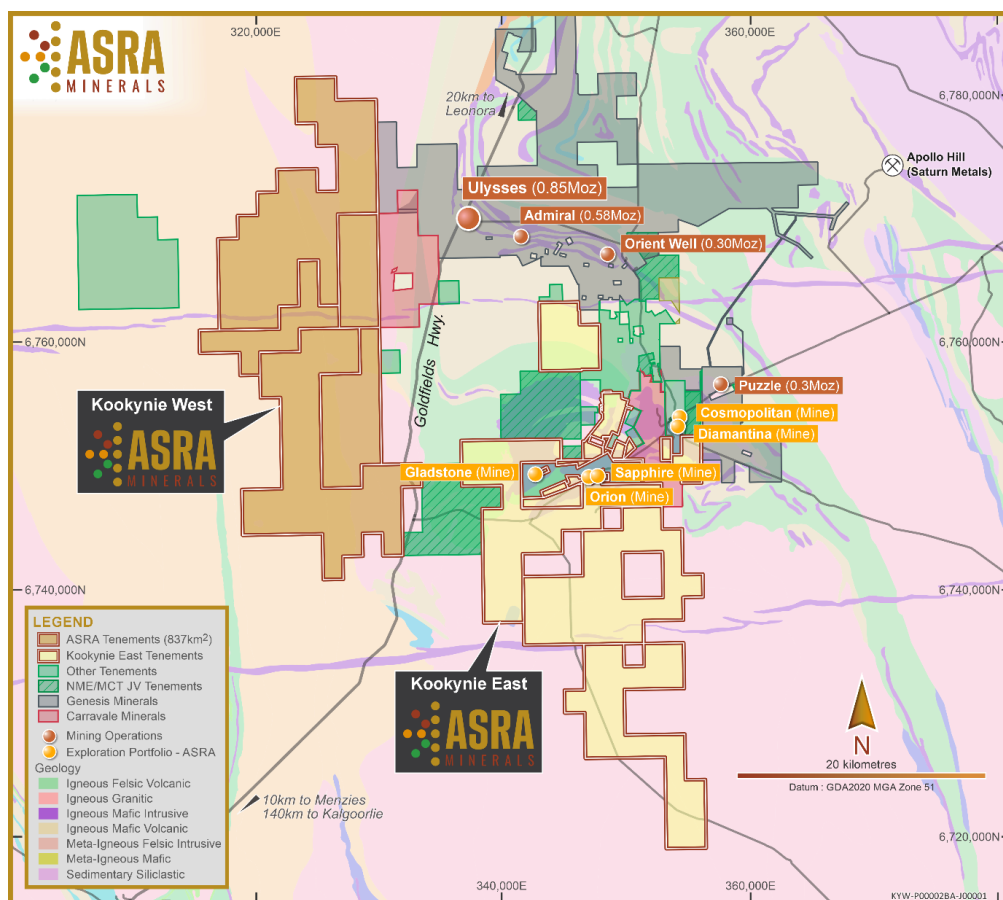 ASRA
MINERALS
320,000E
360,000E
6,780,000N
20km to
Leonora
Apollo Hill
(Saturn Metals)
Ulysses (0.85Moz)
Admiral (0.58Moz)
Orient Well (0.30Moz)
6,760,000N
6,760,000N
Goldfields Hwy.
Puzzle (0.3Moz)
Kookynie West
ASRA
MINERALS
Cosmopolitan (Mine)
Diamantina (Mine)
Gladstone (Mine)
Sapphire (Mine)
Orion (Mine)
6,740,000N
6,740,000N
LEGEND
ASRA Tenements (837km²)
Kookynie East Tenements
Other Tenements
NME/MCT JV Tenements
Genesis Minerals
Carravale Minerals
Mining Operations
Exploration Portfolio - ASRA
Geology
Igneous Felsic Volcanic
Igneous Granitic
Igneous Mafic Intrusive
Igneous Mafic Volcanic
Meta-Igneous Felsic Intrusive
Meta-Igneous Mafic
Sedimentary Siliclastic
Kookynie East
ASRA
MINERALS
N
20 kilometres
Datum : GDA2020 MGA Zone 51
10km to Menzies
140km to Kalgoorlie
6,720,000N
340,000E
360,000E
KYW-P00002BA-J00001